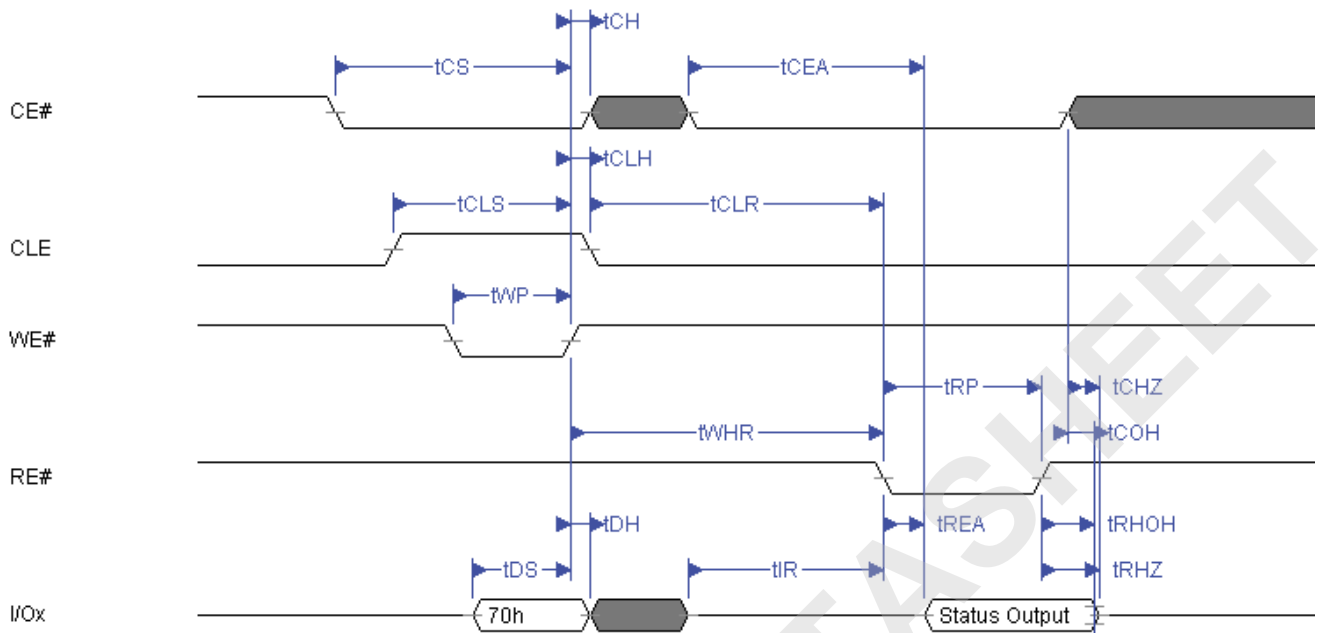 tCH
tCS
tCEA
CE#
tCLH
tCLS
tCLR
CLE
tWP
WE#
tRP
tCHZ
tWHR
tCOH
RE#
tDH
tREA
tRHOH
tDS
tIR
tRHZ
I/Ox
70h
Status Output
TASHEET